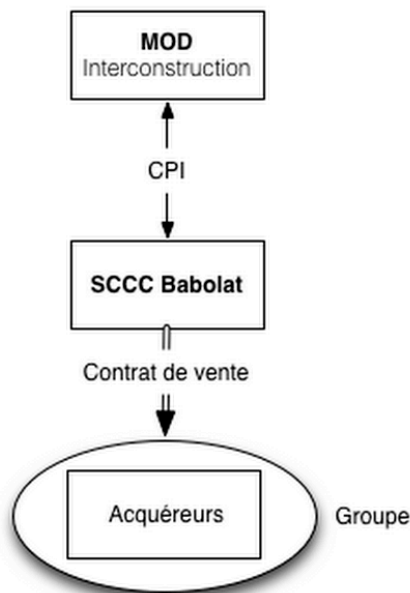 MOD
Interconstruction
CPI
SCCC Babolat
Contrat de vente
Acquéreurs
Groupe